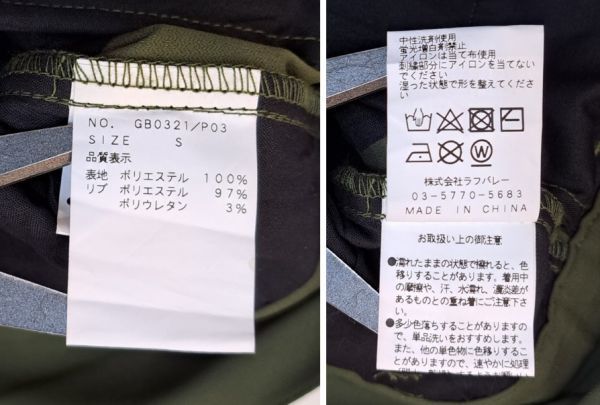 NO. GB0321/P03
SIZE S
品質表示
表地 ポリエステル 100%
リブ ポリエステル 97%
ポリウレタン 3%
中性洗剤使用
蛍光増白剤禁止
アイロンは当て布使用
刺繍部分にアイロンを当てない
でください
湿った状態で形を整えてくださ
い
株式会社ラフバレー
03-5770-5683
MADE IN CHINA
お取扱い上の御注意
●濡れたままの状態で擦れると、色
移りすることがあります。着用中
の摩擦や、汗、水濡れ、濃淡差が
あるものとの重ね着にご注意下さ
い。
●多少色落ちすることがありますの
で、単品洗いをおすすめします。
また、他の単色物に色移りするこ
とがありますので、速やかに処理